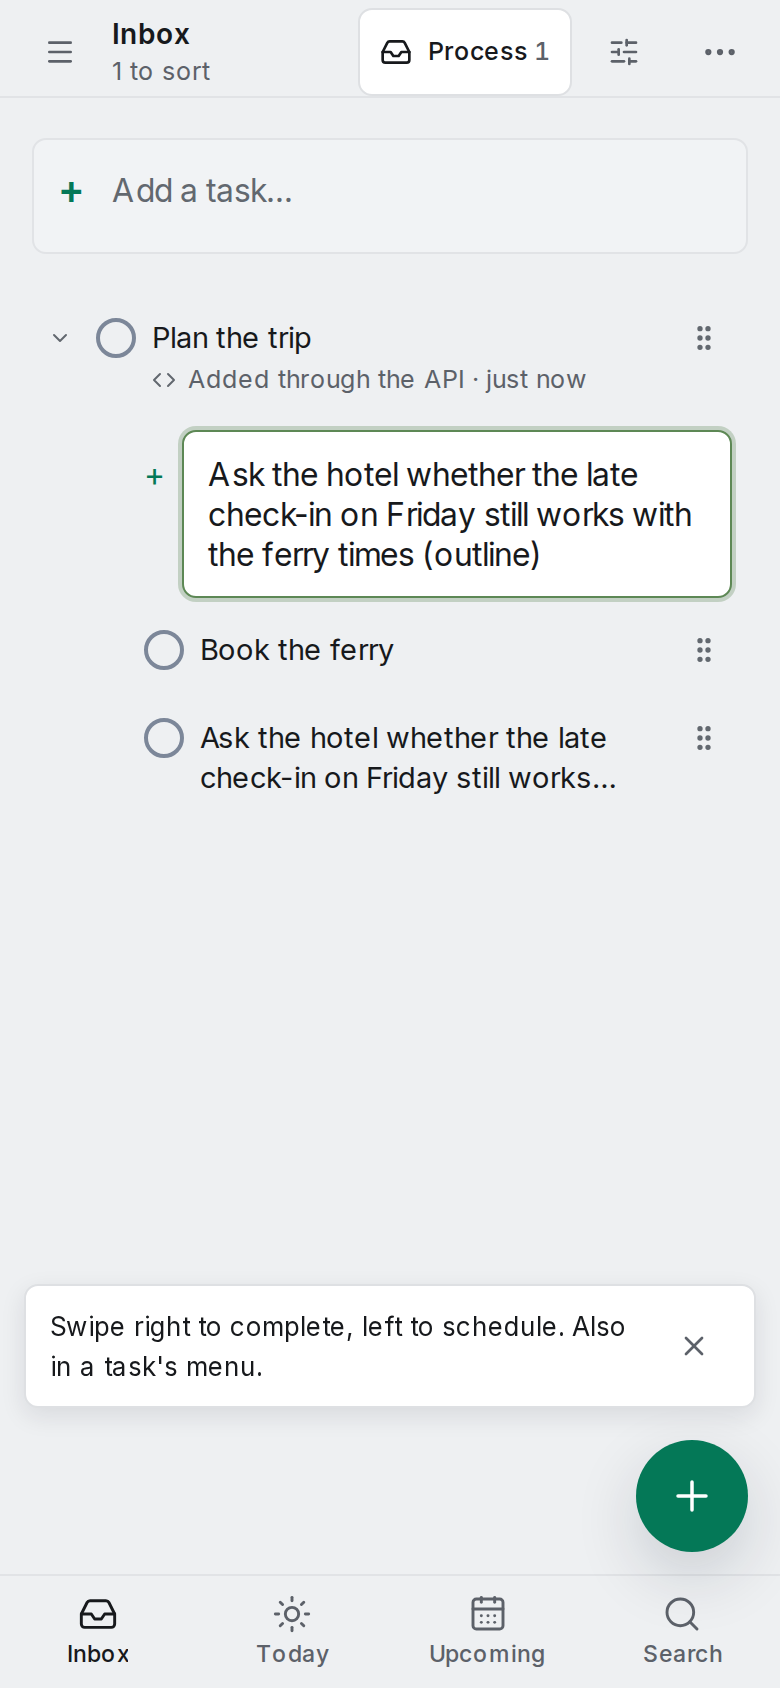 Inbox
1 to sort
Process 1
+ Add a task...
Plan the trip
Added through the API · just now
+ Ask the hotel whether the late
check-in on Friday still works with
the ferry times (outline)
Book the ferry
Ask the hotel whether the late
check-in on Friday still works...
Swipe right to complete, left to schedule. Also
in a task's menu.
Inbox
Today
Upcoming
Search